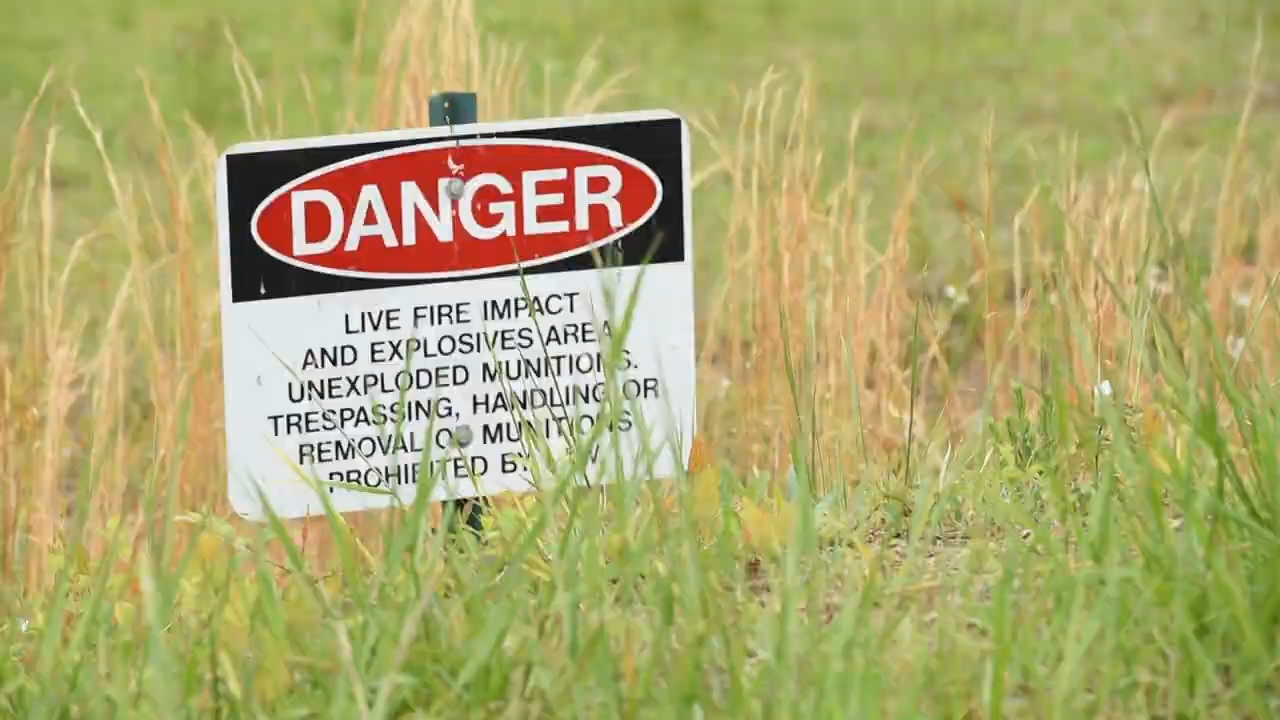 DANGER
LIVE FIRE IMPACT
AND EXPLOSIVES AREA
UNEXPLODED MUNITIONS.
TRESPASSING, HANDLING OR
REMOVAL OF MUNITIONS
PROHIBITED BY